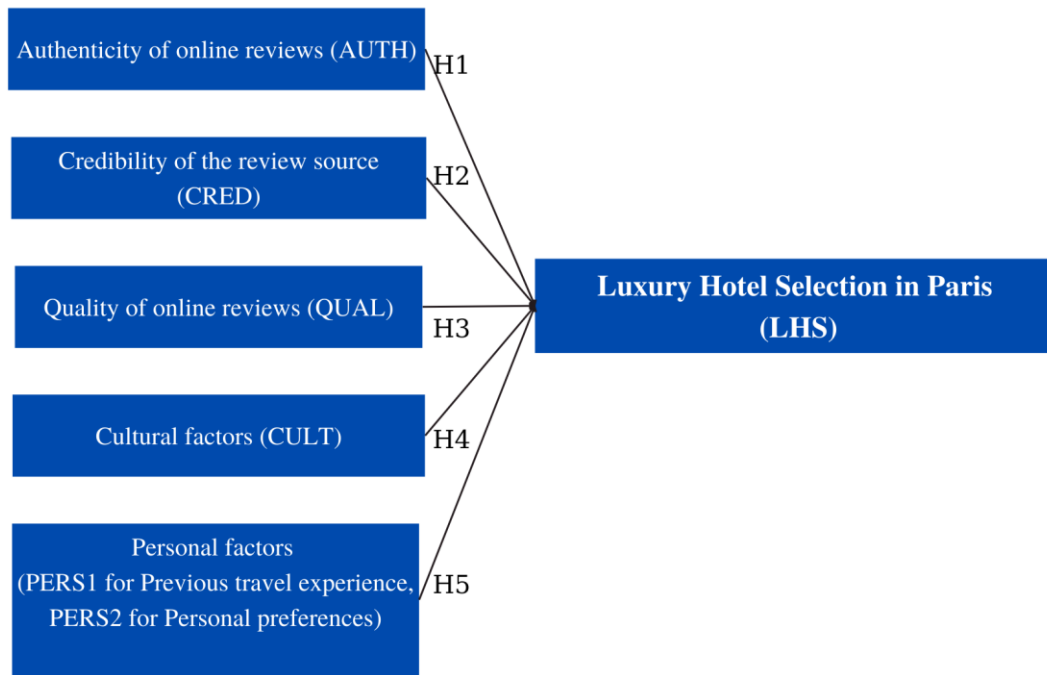 Authenticity of online reviews (AUTH)
H1
Credibility of the review source
(CRED)
H2
Quality of online reviews (QUAL)
H3
Luxury Hotel Selection in Paris
(LHS)
Cultural factors (CULT)
H4
Personal factors
(PERS1 for Previous travel experience,
PERS2 for Personal preferences)
H5